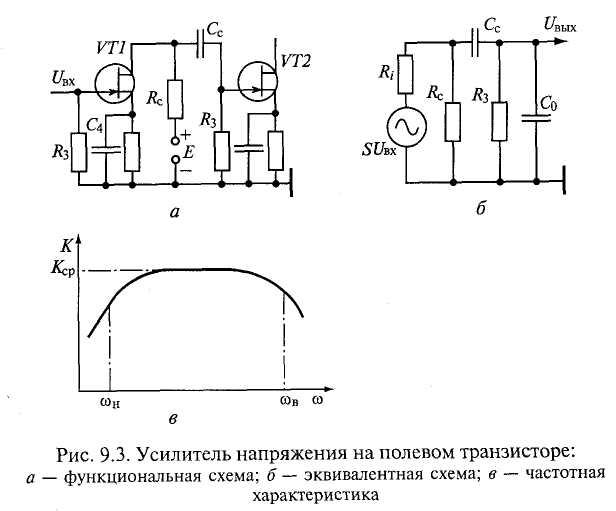 VT1
C_c
U_вых
U_вх
VT2
C_c
R_i
R_c
C_4
R_3
R_3
+
E
−
R_c
R_3
C_0
SU_вх
а
б
K
K_ср
ω_н
ω_в
ω
в
Рис. 9.3. Усилитель напряжения на полевом транзисторе:
а — функциональная схема; б — эквивалентная схема; в — частотная
характеристика